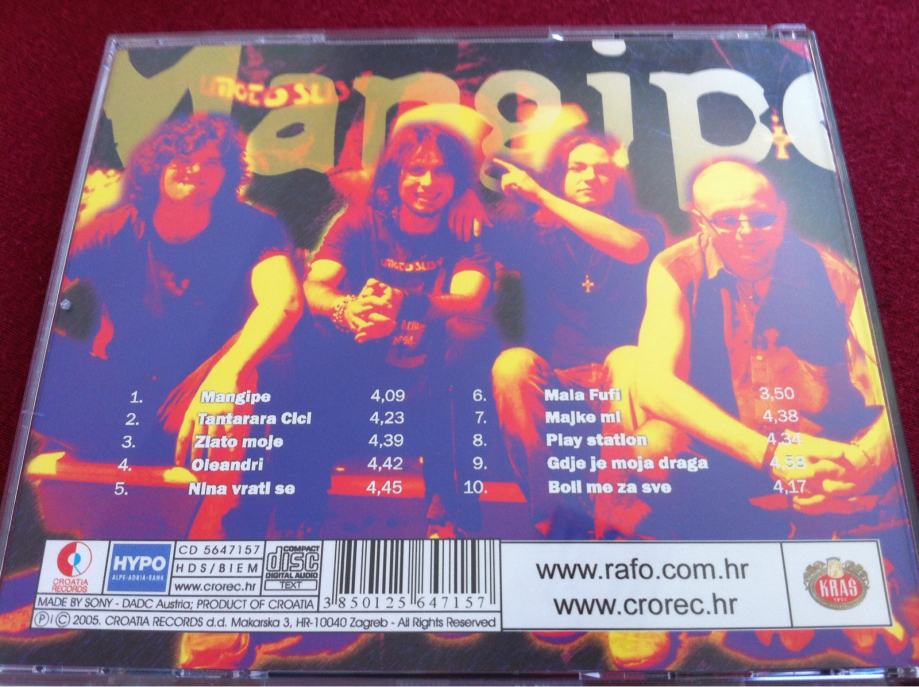 Mangipe
1. Mangipe 4,09
2. Tantarara Cici 4,23
3. Zlato moje 4,39
4. Oleandri 4,42
5. Nina vrati se 4,45
6. Mala Fufi 3,50
7. Majke mi 4,38
8. Play station 4,34
9. Gdje je moja draga 4,53
10. Boli me za sve 4,17
CROATIA
RECORDS
HYPO
ALPE-ADRIA-BANK
CD 5647157
HDS/BIEM
www.crorec.hr
COMPACT
disc
DIGITAL AUDIO
TEXT
MADE BY SONY - DADC Austria; PRODUCT OF CROATIA
3 850125 647157
Ⓟ Ⓒ 2005. CROATIA RECORDS d.d. Makarska 3, HR-10040 Zagreb - All Rights Reserved
www.rafo.com.hr
www.crorec.hr
KRAŠ
1911